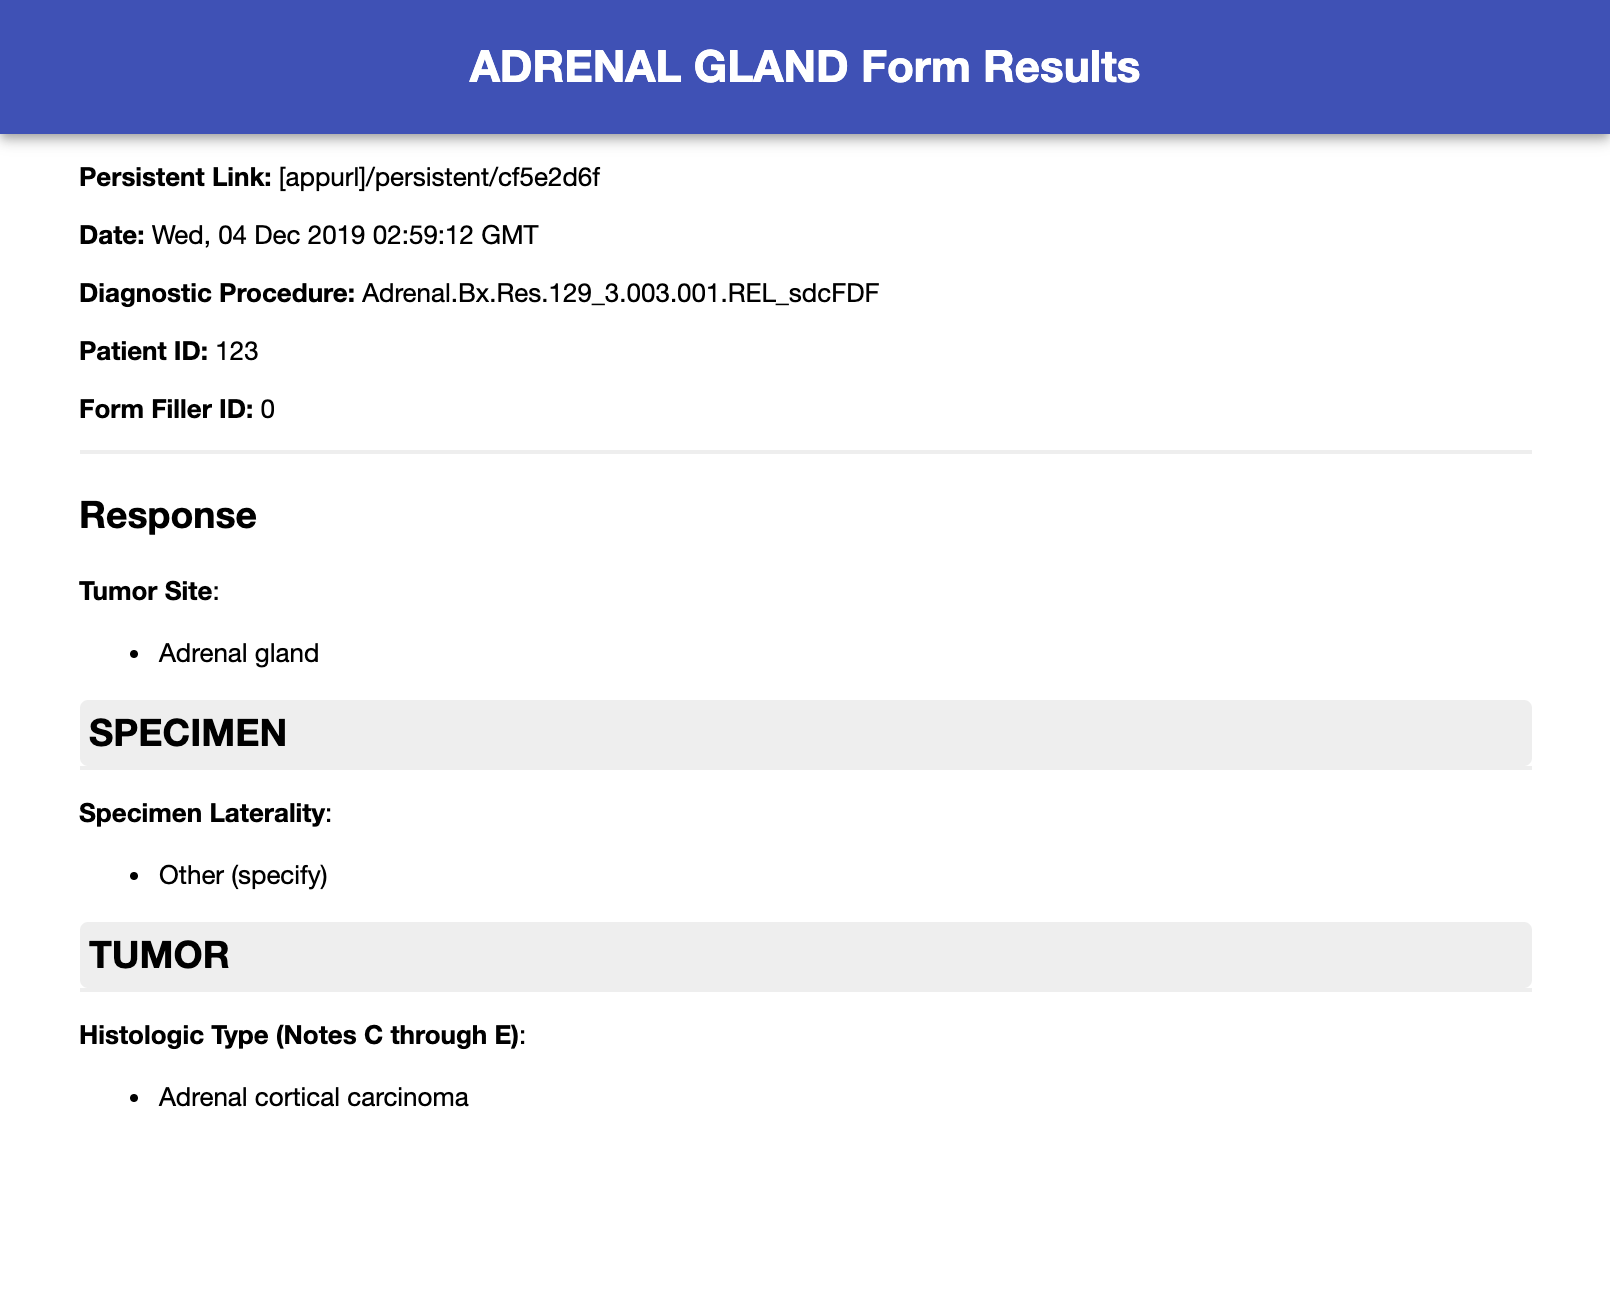 ADRENAL GLAND Form Results
Persistent Link: [appurl]/persistent/cf5e2d6f
Date: Wed, 04 Dec 2019 02:59:12 GMT
Diagnostic Procedure: Adrenal.Bx.Res.129_3.003.001.REL_sdcFDF
Patient ID: 123
Form Filler ID: 0
Response
Tumor Site:
• Adrenal gland
SPECIMEN
Specimen Laterality:
• Other (specify)
TUMOR
Histologic Type (Notes C through E):
• Adrenal cortical carcinoma